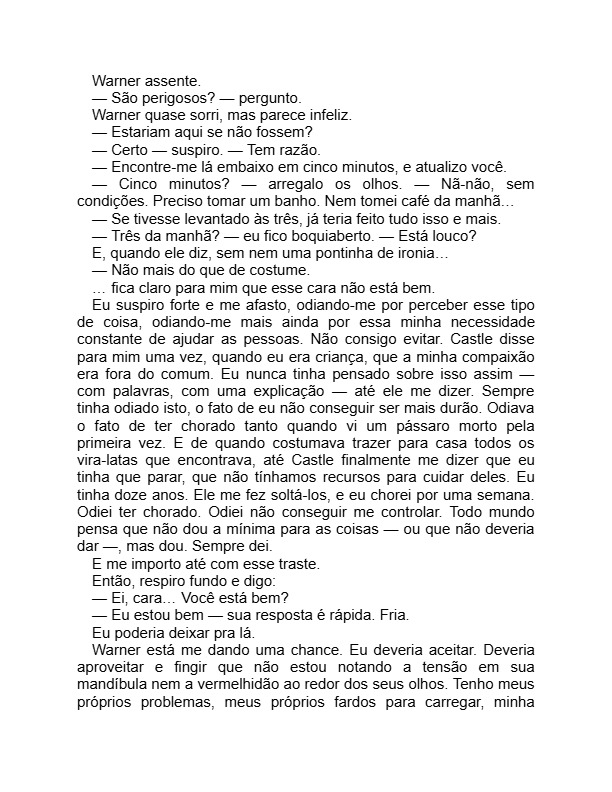 Warner assente.
— São perigosos? — pergunto.
Warner quase sorri, mas parece infeliz.
— Estariam aqui se não fossem?
— Certo — suspiro. — Tem razão.
— Encontre-me lá embaixo em cinco minutos, e atualizo você.
— Cinco minutos? — arregalo os olhos. — Nã-não, sem
condições. Preciso tomar um banho. Nem tomei café da manhã…
— Se tivesse levantado às três, já teria feito tudo isso e mais.
— Três da manhã? — eu fico boquiaberto. — Está louco?
E, quando ele diz, sem nem uma pontinha de ironia…
— Não mais do que de costume.
… fica claro para mim que esse cara não está bem.
Eu suspiro forte e me afasto, odiando-me por perceber esse tipo
de coisa, odiando-me mais ainda por essa minha necessidade
constante de ajudar as pessoas. Não consigo evitar. Castle disse
para mim uma vez, quando eu era criança, que a minha compaixão
era fora do comum. Eu nunca tinha pensado sobre isso assim —
com palavras, com uma explicação — até ele me dizer. Sempre
tinha odiado isto, o fato de eu não conseguir ser mais durão. Odiava
o fato de ter chorado tanto quando vi um pássaro morto pela
primeira vez. E de quando costumava trazer para casa todos os
vira-latas que encontrava, até Castle finalmente me dizer que eu
tinha que parar, que não tínhamos recursos para cuidar deles. Eu
tinha doze anos. Ele me fez soltá-los, e eu chorei por uma semana.
Odiei ter chorado. Odiei não conseguir me controlar. Todo mundo
pensa que não dou a mínima para as coisas — ou que não deveria
dar —, mas dou. Sempre dei.
E me importo até com esse traste.
Então, respiro fundo e digo:
— Ei, cara… Você está bem?
— Eu estou bem — sua resposta é rápida. Fria.
Eu poderia deixar pra lá.
Warner está me dando uma chance. Eu deveria aceitar. Deveria
aproveitar e fingir que não estou notando a tensão em sua
mandíbula nem a vermelhidão ao redor dos seus olhos. Tenho meus
próprios problemas, meus próprios fardos para carregar, minha